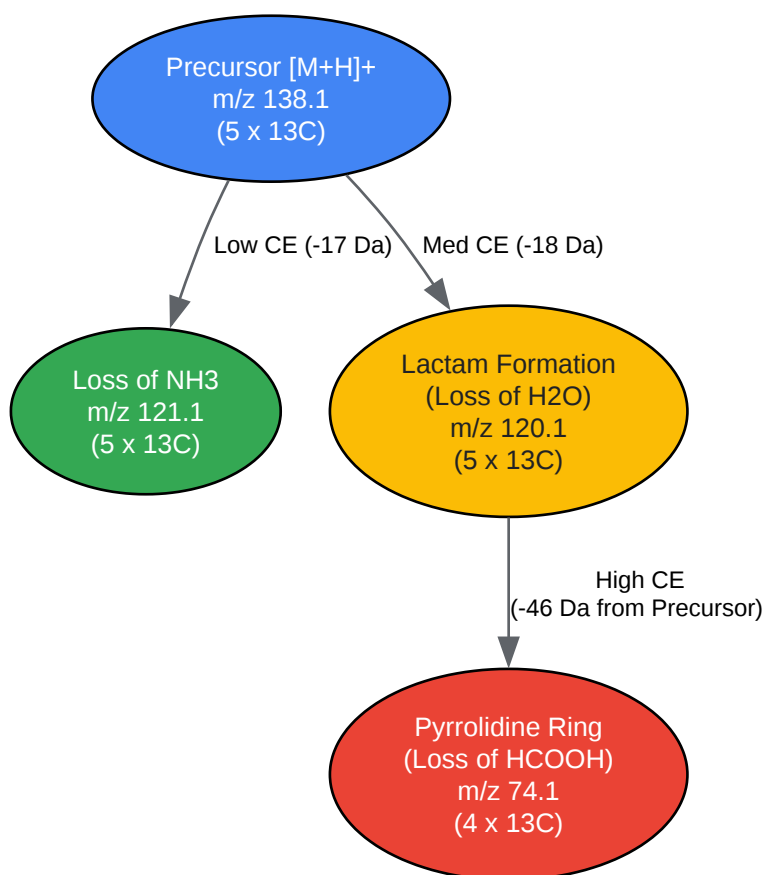 Precursor [M+H]+
m/z 138.1
(5 x 13C)
Low CE (-17 Da)
Med CE (-18 Da)
Loss of NH3
m/z 121.1
(5 x 13C)
Lactam Formation
(Loss of H2O)
m/z 120.1
(5 x 13C)
High CE
(-46 Da from Precursor)
Pyrrolidine Ring
(Loss of HCOOH)
m/z 74.1
(4 x 13C)